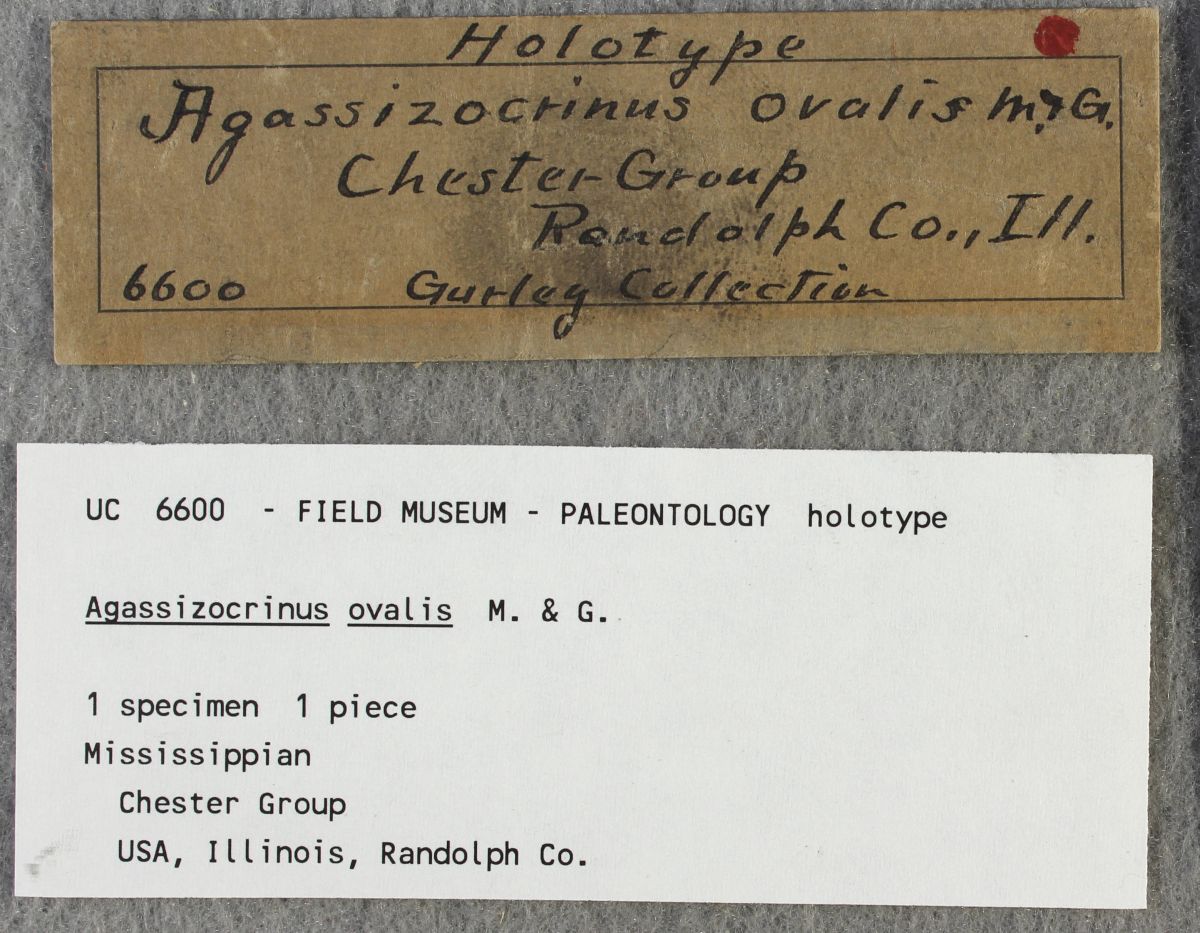 Holotype
Agassizocrinus ovalis M. & G.
Chester Group
Randolph Co., Ill.
6600 Gurley Collection
UC 6600 - FIELD MUSEUM - PALEONTOLOGY holotype
Agassizocrinus ovalis M. & G.
1 specimen 1 piece
Mississippian
Chester Group
USA, Illinois, Randolph Co.